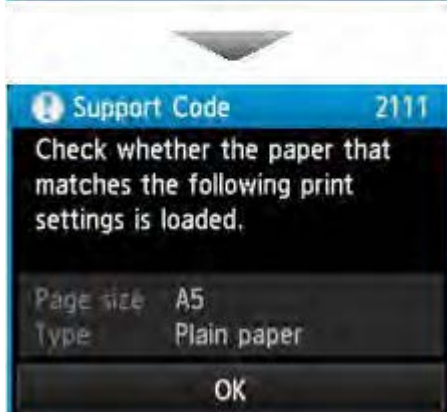 Support Code 2111
Check whether the paper that
matches the following print
settings is loaded.
Page size A5
Type Plain paper
OK